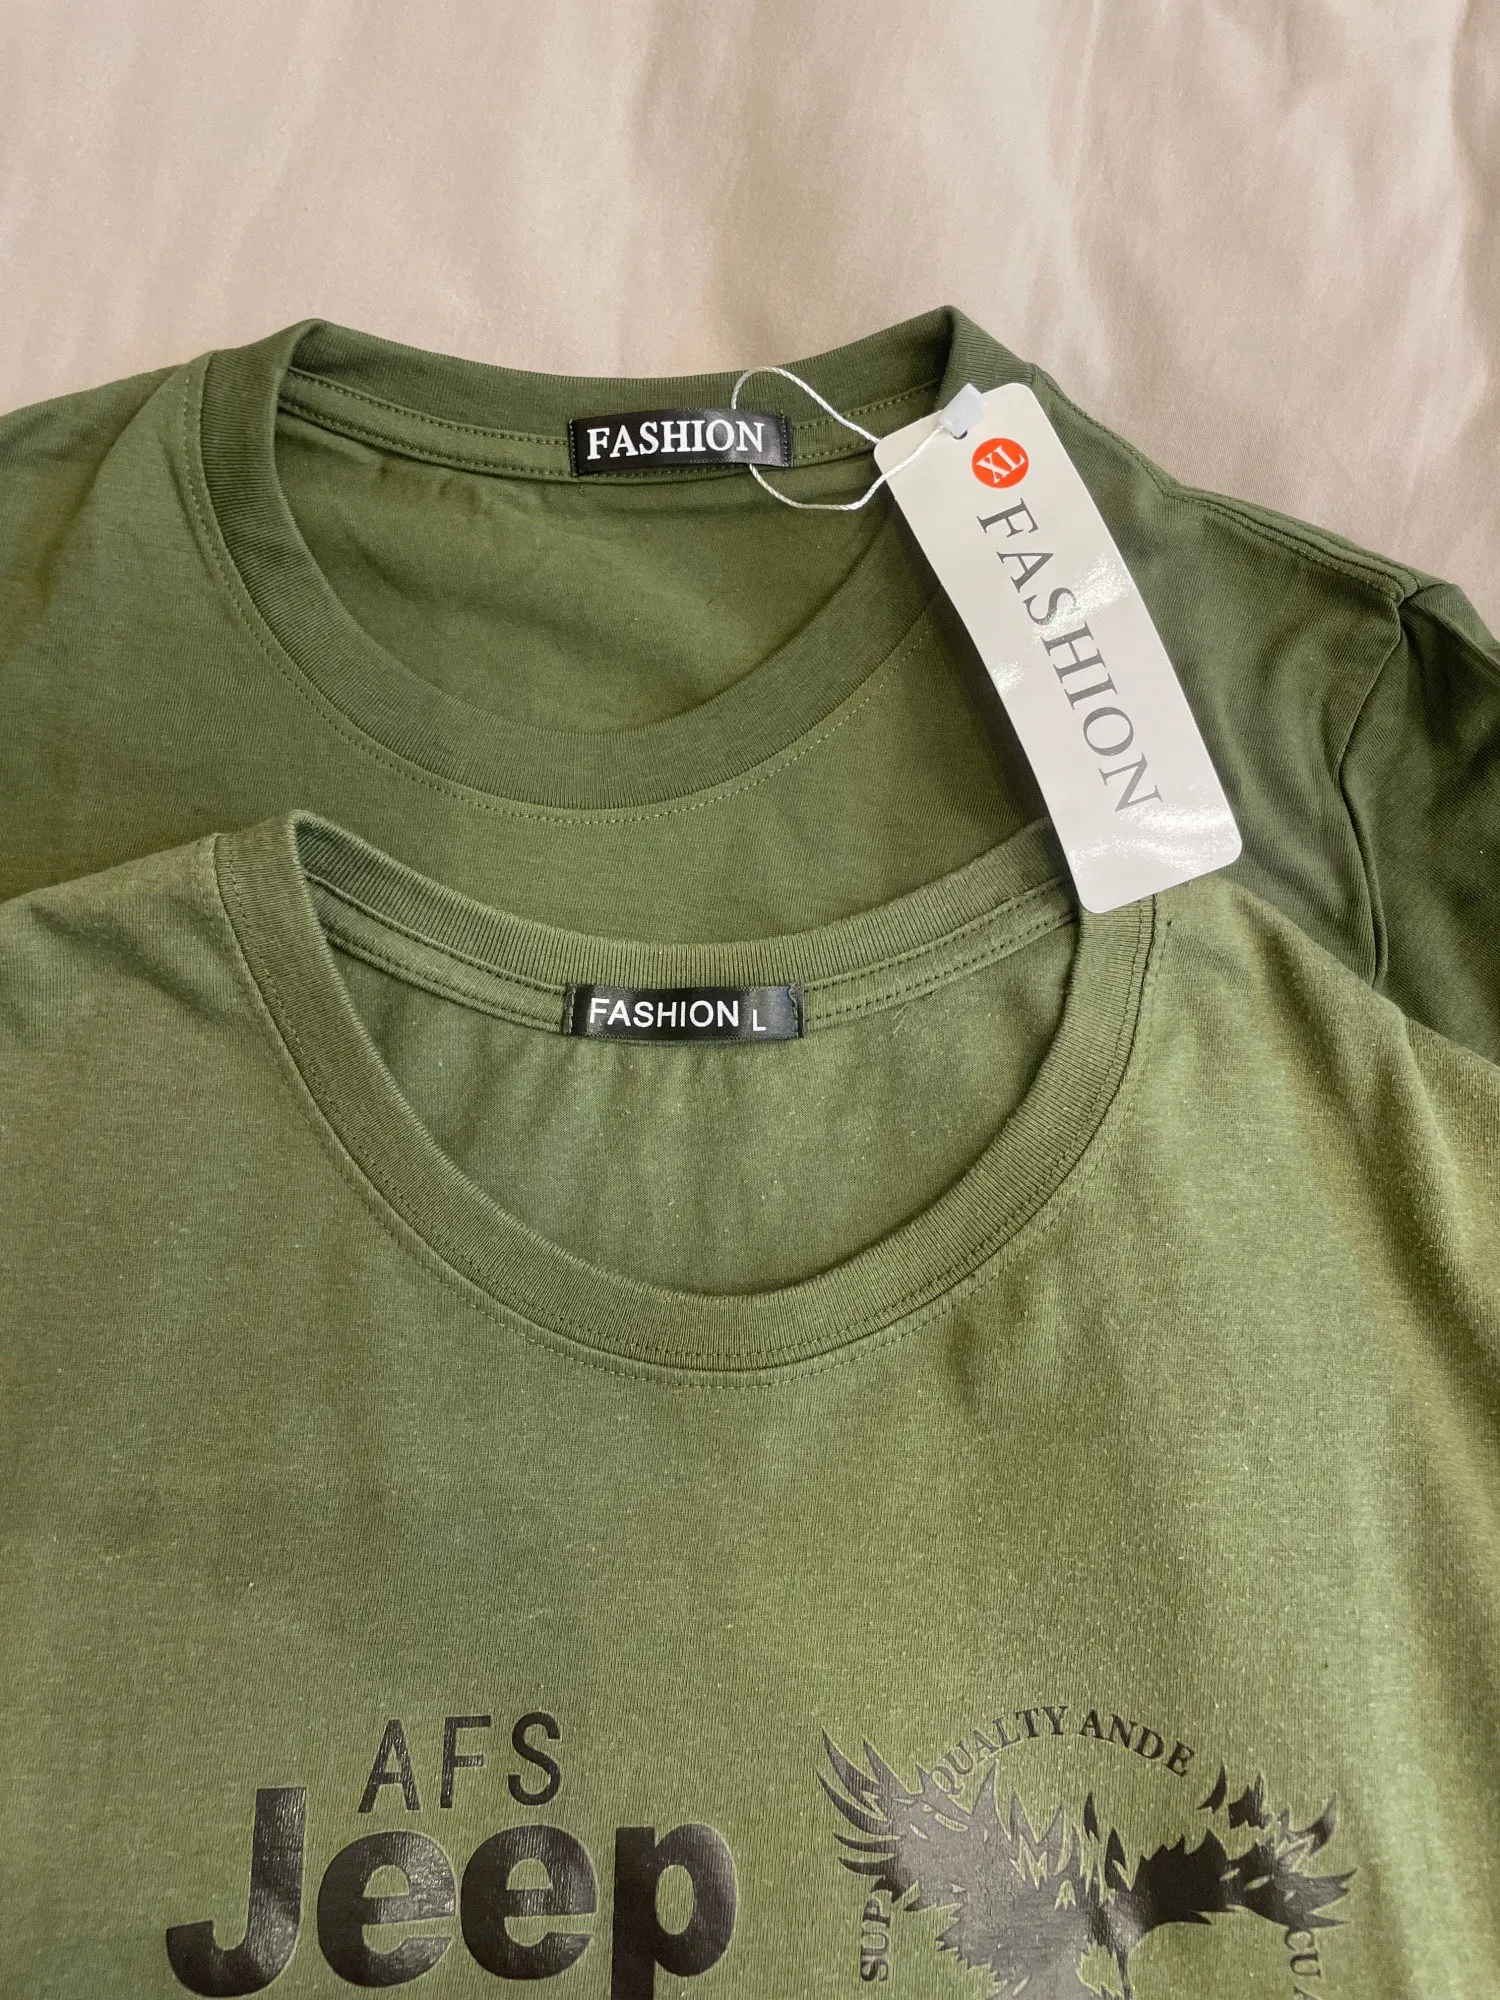 FASHION
XL
FASHION
FASHION L
AFS
Jeep
QUALTY ANDE
SUP
CU